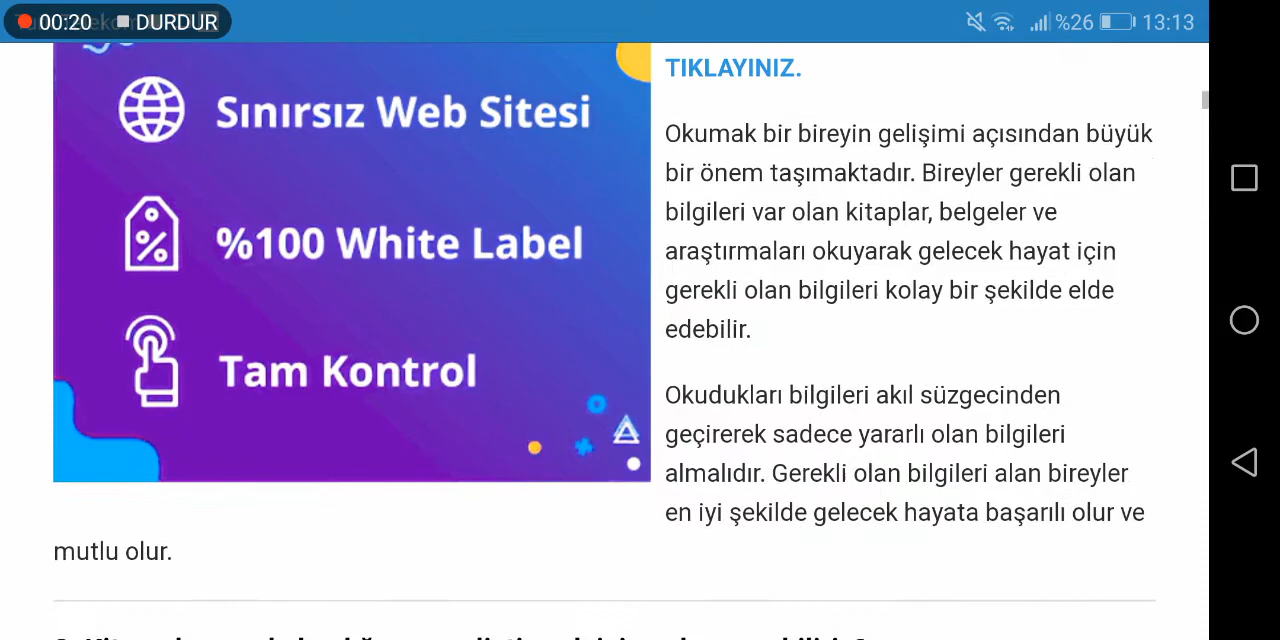 00:20 DURDUR
%26 13:13
Sınırsız Web Sitesi
%100 White Label
Tam Kontrol
TIKLAYINIZ.
Okumak bir bireyin gelişimi açısından büyük
bir önem taşımaktadır. Bireyler gerekli olan
bilgileri var olan kitaplar, belgeler ve
araştırmaları okuyarak gelecek hayat için
gerekli olan bilgileri kolay bir şekilde elde
edebilir.
Okudukları bilgileri akıl süzgecinden
geçirerek sadece yararlı olan bilgileri
almalıdır. Gerekli olan bilgileri alan bireyler
en iyi şekilde gelecek hayata başarılı olur ve
mutlu olur.